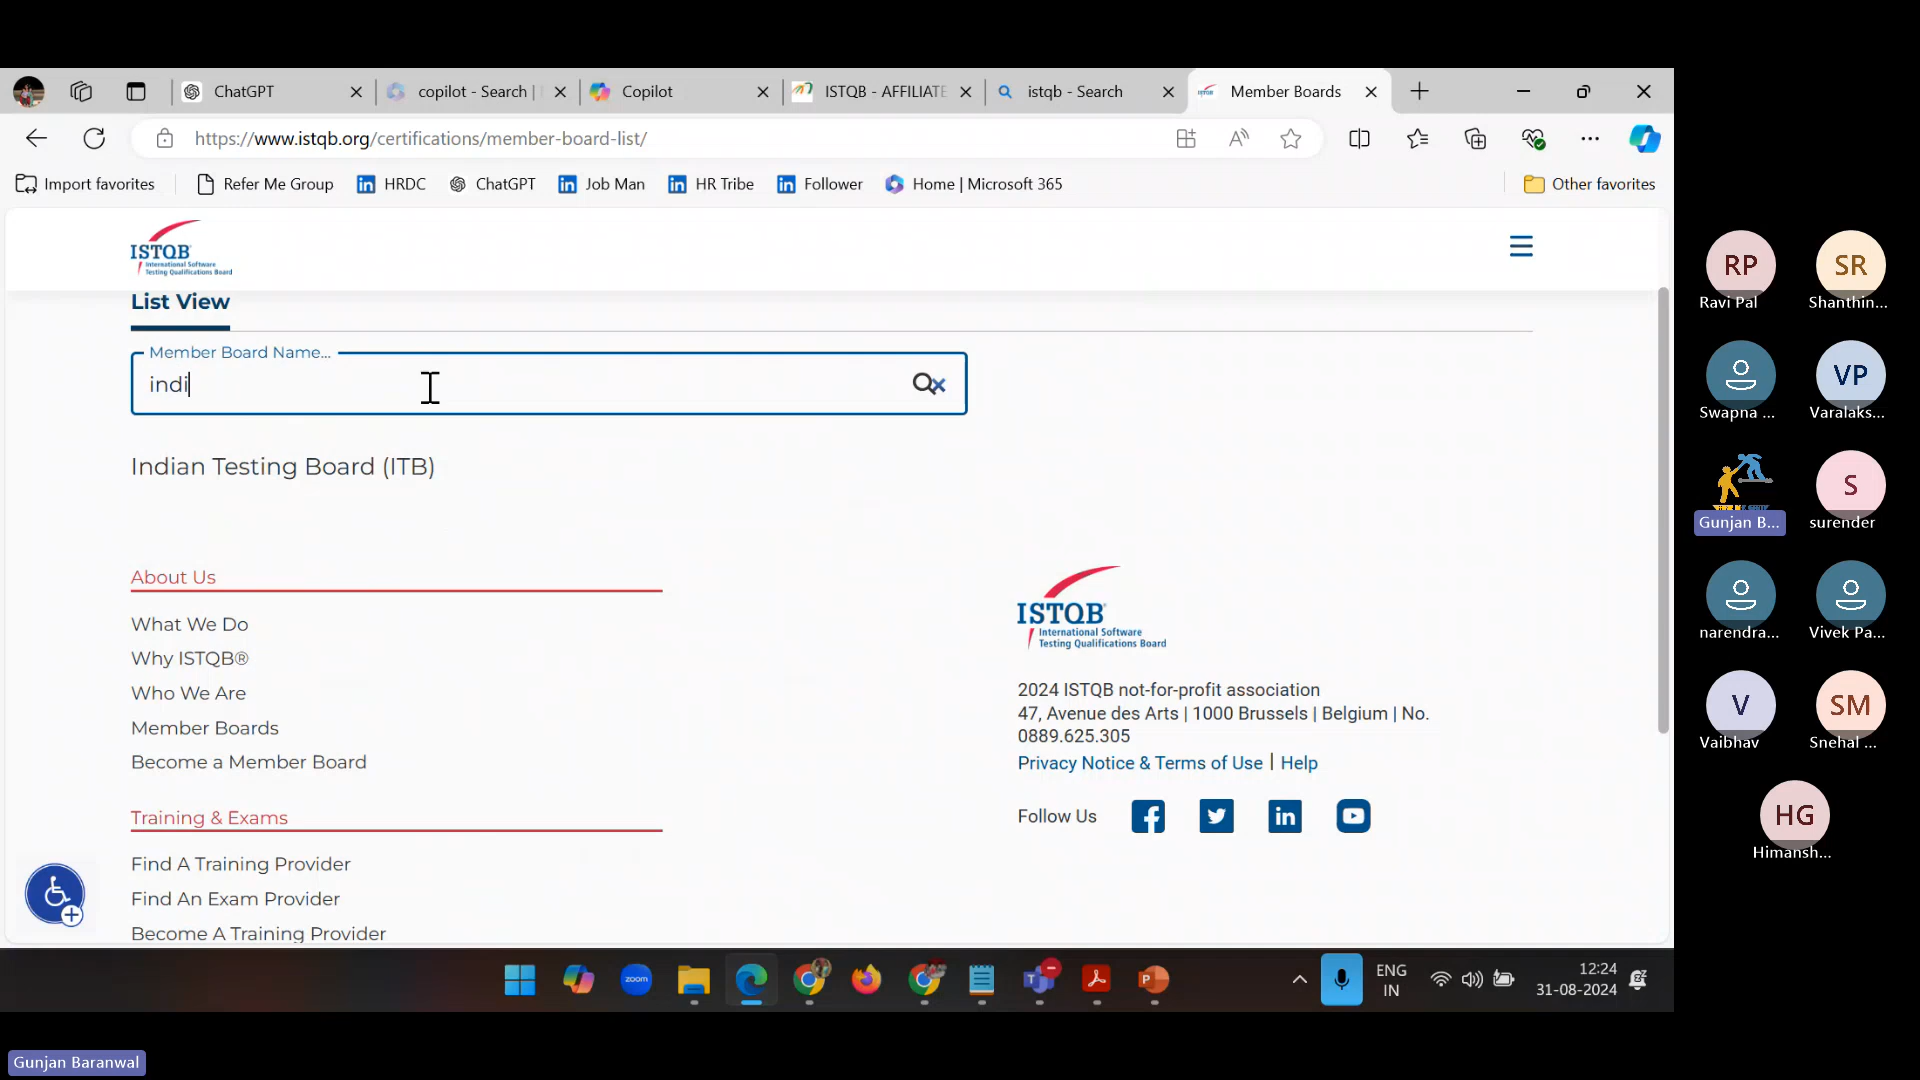 ChatGPT
copilot - Search |
Copilot
ISTQB - AFFILIATE
istqb - Search
Member Boards
https://www.istqb.org/certifications/member-board-list/
Import favorites
Refer Me Group
HRDC
ChatGPT
Job Man
HR Tribe
Follower
Home | Microsoft 365
Other favorites
ISTQB
International Software
Testing Qualifications Board
List View
Member Board Name...
indi
Indian Testing Board (ITB)
About Us
What We Do
Why ISTQB®
Who We Are
Member Boards
Become a Member Board
Training & Exams
Find A Training Provider
Find An Exam Provider
Become A Training Provider
ISTQB®
International Software
Testing Qualifications Board
2024 ISTQB not-for-profit association
47, Avenue des Arts | 1000 Brussels | Belgium | No.
0889.625.305
Privacy Notice & Terms of Use | Help
Follow Us
zoom
ENG
IN
12:24
31-08-2024
RP
Ravi Pal
SR
Shanthin...
Swapna ...
VP
Varalaks...
Gunjan B...
S
surender
narendra...
Vivek Pa...
V
Vaibhav
SM
Snehal ...
HG
Himansh...
Gunjan Baranwal